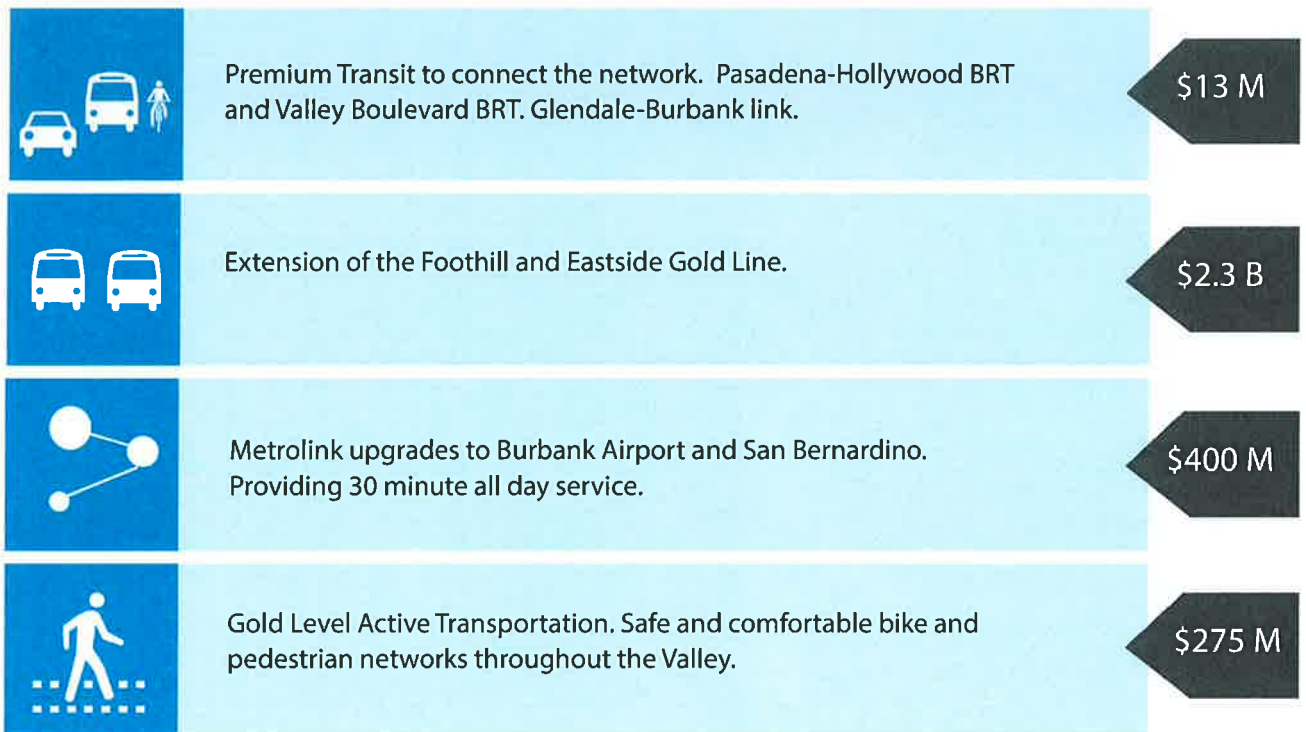 Premium Transit to connect the network. Pasadena-Hollywood BRT
and Valley Boulevard BRT. Glendale-Burbank link.
$13 M
Extension of the Foothill and Eastside Gold Line.
$2.3 B
Metrolink upgrades to Burbank Airport and San Bernardino.
Providing 30 minute all day service.
$400 M
Gold Level Active Transportation. Safe and comfortable bike and
pedestrian networks throughout the Valley.
$275 M